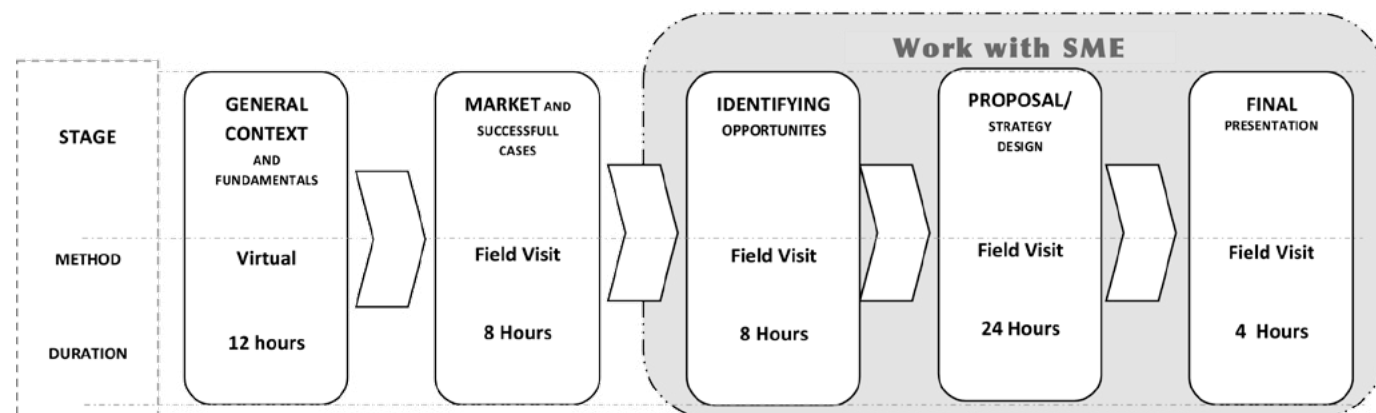 Work with SME
STAGE
METHOD
DURATION
GENERAL
CONTEXT
AND
FUNDAMENTALS
Virtual
12 hours
MARKET AND
SUCCESSFULL
CASES
Field Visit
8 Hours
IDENTIFYING
OPPORTUNITES
Field Visit
8 Hours
PROPOSAL/
STRATEGY
DESIGN
Field Visit
24 Hours
FINAL
PRESENTATION
Field Visit
4 Hours